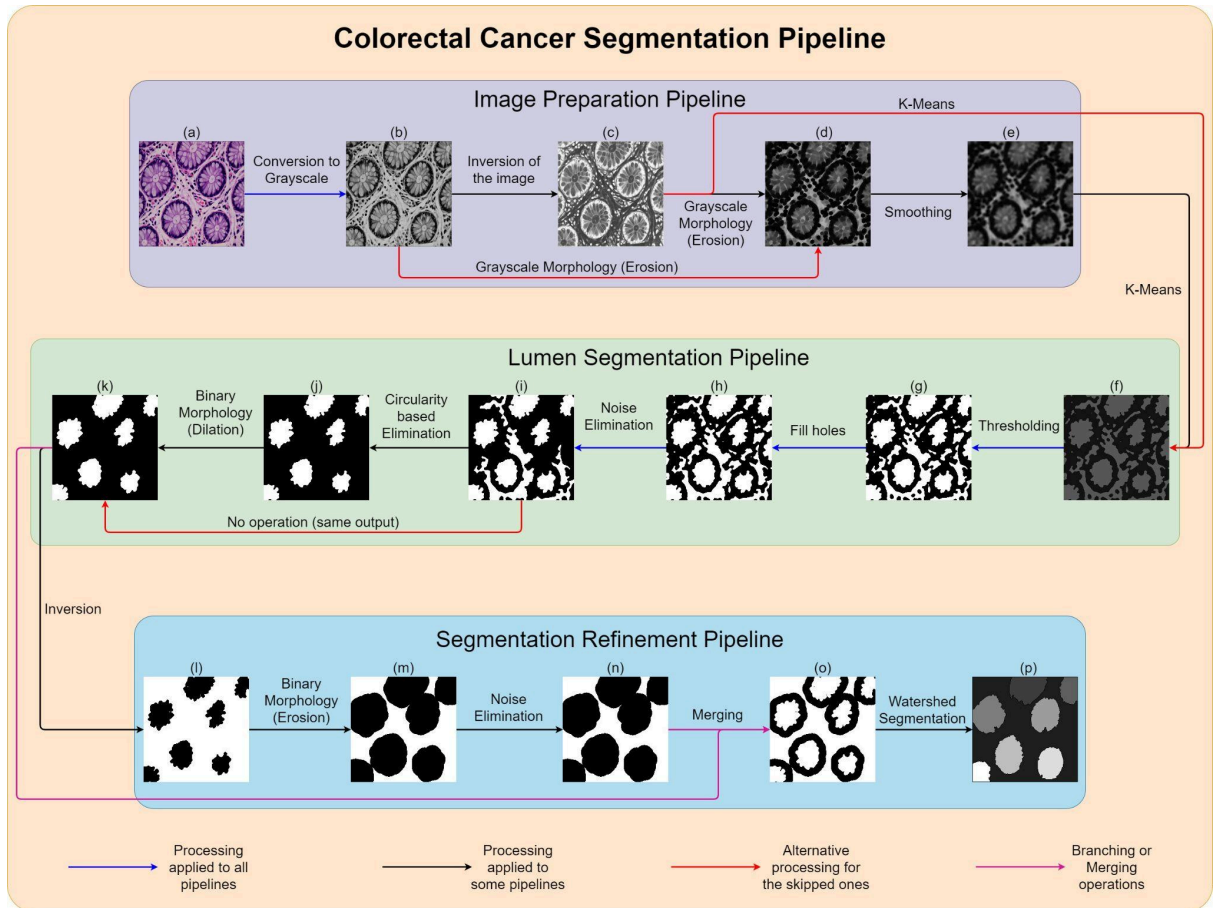 Colorectal Cancer Segmentation Pipeline
Image Preparation Pipeline
K-Means
(a)
(b)
(c)
(d)
(e)
Conversion to
Grayscale
Inversion of
the image
Grayscale
Morphology
(Erosion)
Smoothing
Grayscale Morphology (Erosion)
K-Means
Lumen Segmentation Pipeline
(k)
(j)
(i)
(h)
(g)
(f)
Binary
Morphology
(Dilation)
Circularity
based
Elimination
Noise
Elimination
Fill holes
Thresholding
No operation (same output)
Inversion
Segmentation Refinement Pipeline
(l)
(m)
(n)
(o)
(p)
Binary
Morphology
(Erosion)
Noise
Elimination
Merging
Watershed
Segmentation
Processing
applied to all
pipelines
Processing
applied to
some pipelines
Alternative
processing for
the skipped ones
Branching or
Merging
operations